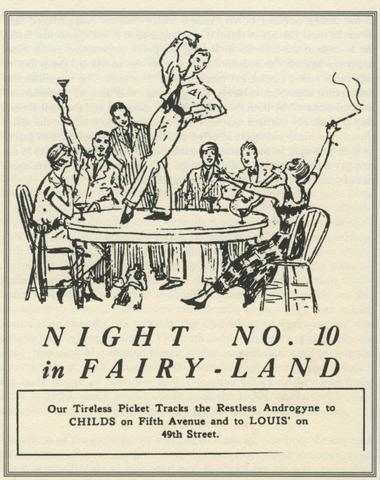 NIGHT NO. 10
in FAIRY-LAND
Our Tireless Picket Tracks the Restless Androgyne to
CHILDS on Fifth Avenue and to LOUIS' on
49th Street.